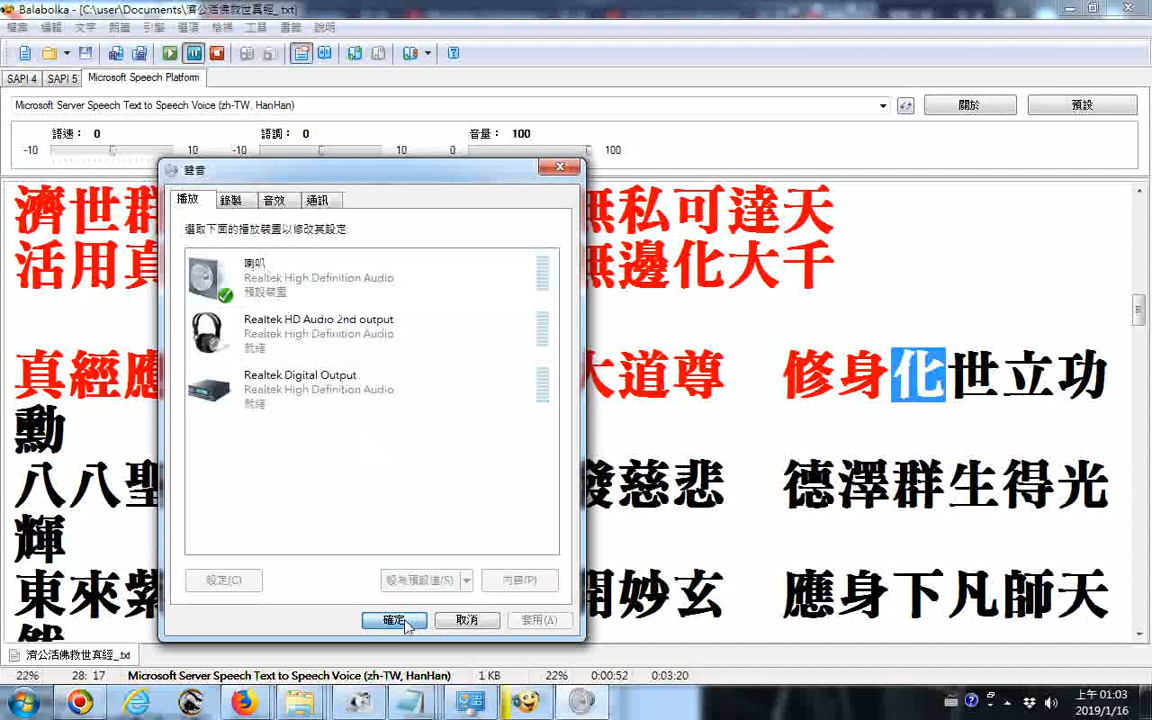 Balabolka - [C:\user\Documents\濟公活佛救世真經_.txt]
檔案 編輯 文字 朗讀 引擎 選項 檢視 工具 書籤 說明
SAPI 4 SAPI 5 Microsoft Speech Platform
Microsoft Server Speech Text to Speech Voice (zh-TW, HanHan)
關於 預設
語速： 0 語調： 0 音量： 100
-10 10 -10 10 0 100
聲音
播放 錄製 音效 通訊
選取下面的播放裝置以修改其設定:
喇叭
Realtek High Definition Audio
預設裝置
Realtek HD Audio 2nd output
Realtek High Definition Audio
就緒
Realtek Digital Output
Realtek High Definition Audio
就緒
設定(C) 設為預設值(S) 內容(P)
確定 取消 套用(A)
濟世群 無私可達天
活用真 無邊化大千
真經應 大道尊 修身化世立功
勳
八八聖 發慈悲 德澤群生得光
輝
東來紫 開妙玄 應身下凡師天
濟公活佛救世真經_.txt
22% 28: 17 Microsoft Server Speech Text to Speech Voice (zh-TW, HanHan) 1 KB 22% 0:00:52 0:03:20
上午 01:03
2019/1/16